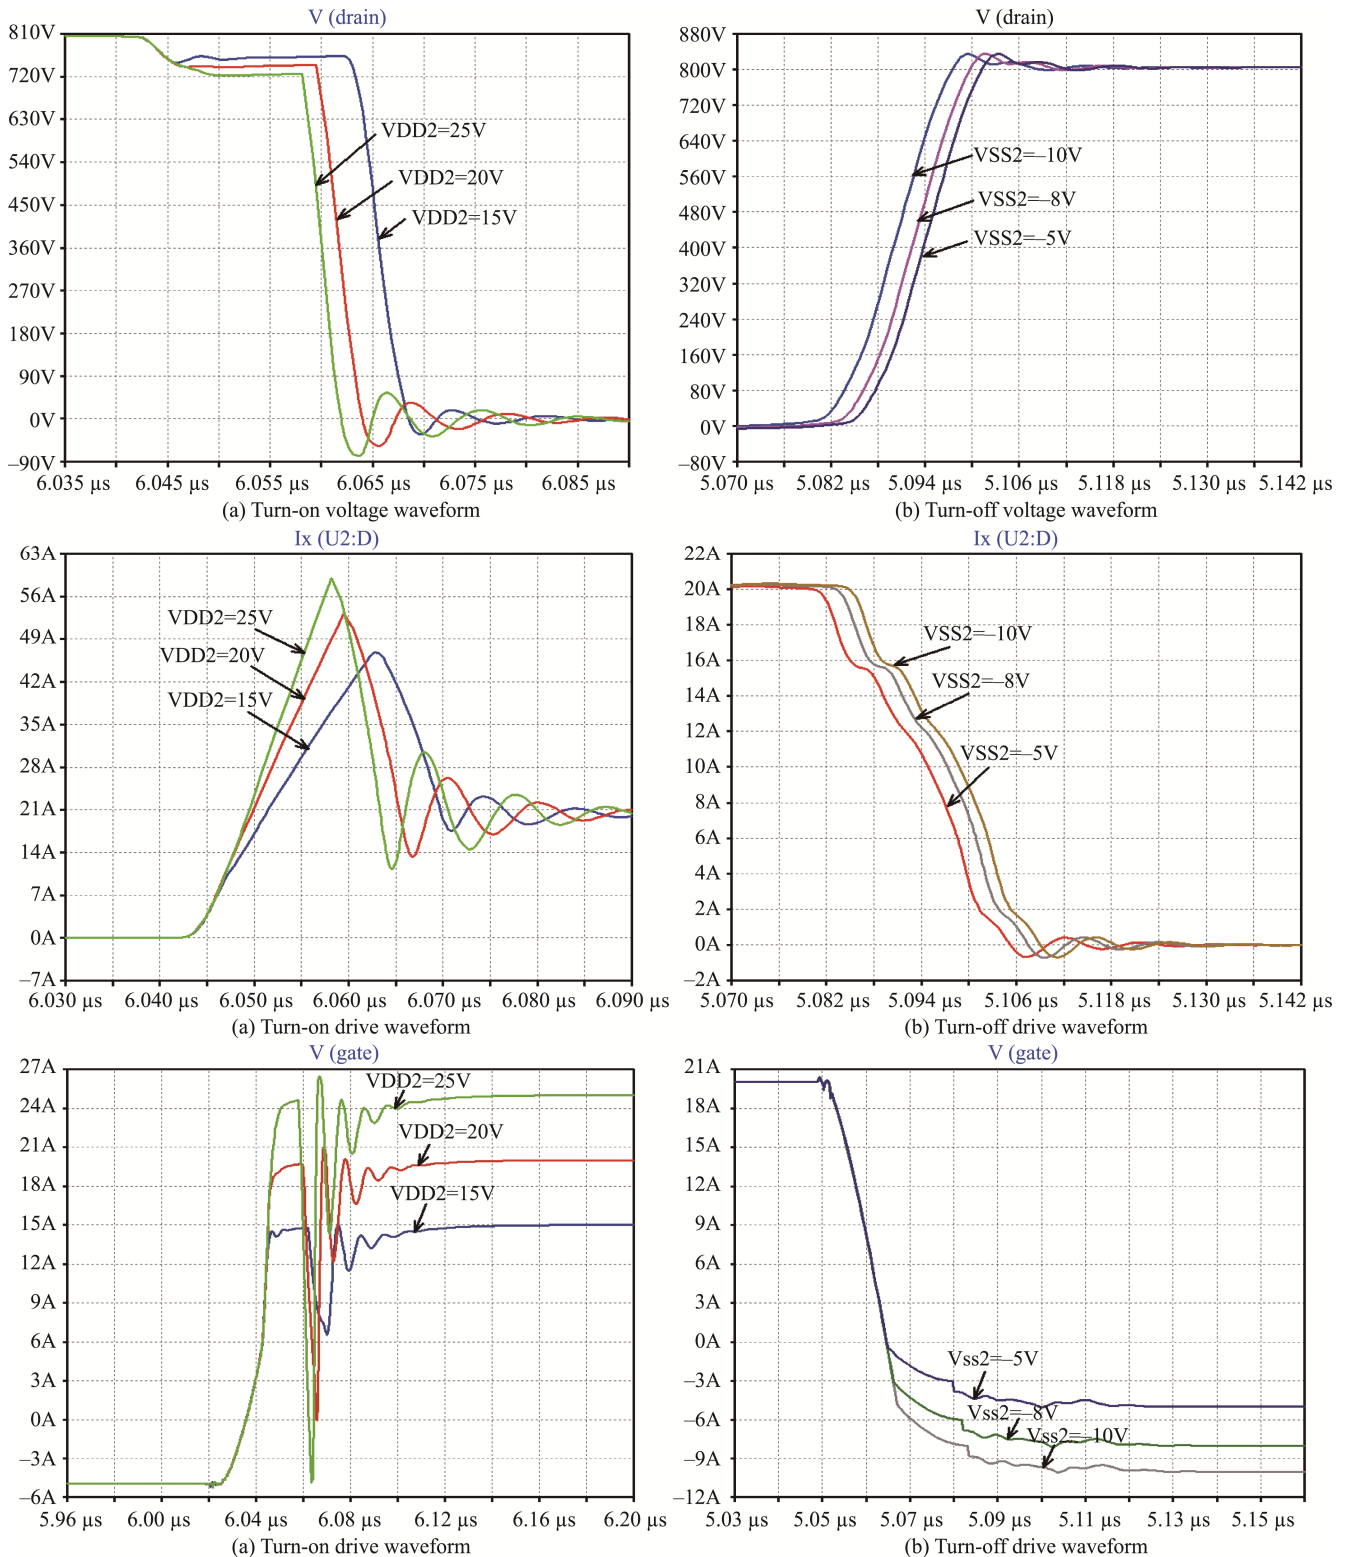 V (drain)
810V
720V
630V
540V
450V
360V
270V
180V
90V
0V
–90V
VDD2=25V
VDD2=20V
VDD2=15V
6.035 µs 6.045 µs 6.055 µs 6.065 µs 6.075 µs 6.085 µs
(a) Turn-on voltage waveform
V (drain)
880V
800V
720V
640V
560V
480V
400V
320V
240V
160V
80V
0V
–80V
VSS2=–10V
VSS2=–8V
VSS2=–5V
5.070 µs 5.082 µs 5.094 µs 5.106 µs 5.118 µs 5.130 µs 5.142 µs
(b) Turn-off voltage waveform
Ix (U2:D)
63A
56A
49A
42A
35A
28A
21A
14A
7A
0A
–7A
VDD2=25V
VDD2=20V
VDD2=15V
6.030 µs 6.040 µs 6.050 µs 6.060 µs 6.070 µs 6.080 µs 6.090 µs
(a) Turn-on drive waveform
Ix (U2:D)
22A
20A
18A
16A
14A
12A
10A
8A
6A
4A
2A
0A
–2A
VSS2=–10V
VSS2=–8V
VSS2=–5V
5.070 µs 5.082 µs 5.094 µs 5.106 µs 5.118 µs 5.130 µs 5.142 µs
(b) Turn-off drive waveform
V (gate)
27A
24A
21A
18A
15A
12A
9A
6A
3A
0A
–3A
–6A
VDD2=25V
VDD2=20V
VDD2=15V
5.96 µs 6.00 µs 6.04 µs 6.08 µs 6.12 µs 6.16 µs 6.20 µs
(a) Turn-on drive waveform
V (gate)
21A
18A
15A
12A
9A
6A
3A
0A
–3A
–6A
–9A
–12A
Vss2=–5V
Vss2=–8V
Vss2=–10V
5.03 µs 5.05 µs 5.07 µs 5.09 µs 5.11 µs 5.13 µs 5.15 µs
(b) Turn-off drive waveform